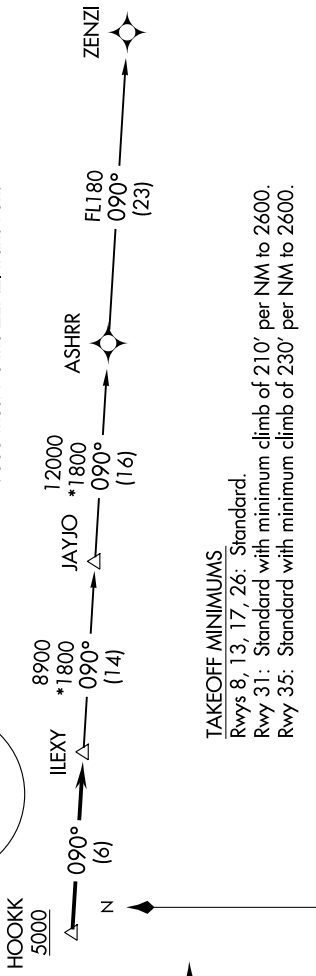 HOOKK
5000
090°
(6)
ILEXY
8900
*1800
090°
(14)
JAYJO
12000
*1800
090°
(16)
ASHRR
FL180
090°
(23)
ZENZI
N
TAKEOFF MINIMUMS
Rwys 8, 13, 17, 26: Standard.
Rwy 31: Standard with minimum climb of 210' per NM to 2600.
Rwy 35: Standard with minimum climb of 230' per NM to 2600.